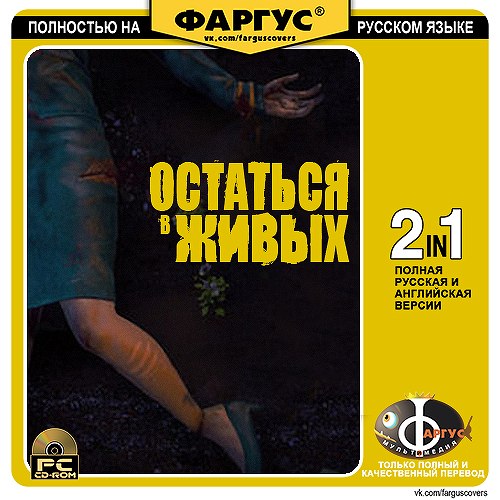 ПОЛНОСТЬЮ НА ФАРГУС® РУССКОМ ЯЗЫКЕ
vk.com/farguscovers
ОСТАТЬСЯ
В ЖИВЫХ
2 IN 1
ПОЛНАЯ
РУССКАЯ И
АНГЛИЙСКАЯ
ВЕРСИИ
ФАРГУС
МУЛЬТИМЕДИА
ТОЛЬКО ПОЛНЫЙ И
КАЧЕСТВЕННЫЙ ПЕРЕВОД
PC
CD-ROM
vk.com/farguscovers